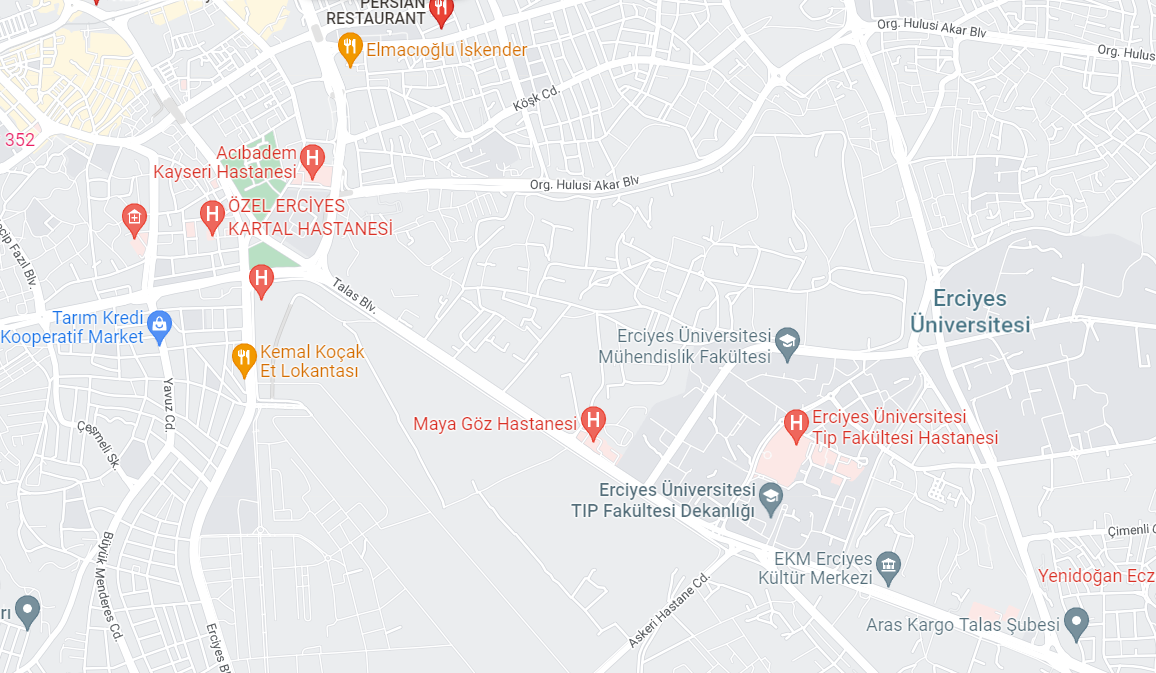 PERSIAN
RESTAURANT
Elmacıoğlu İskender
Org. Hulusi Akar Blv
Org. Hulus
Köşk Cd.
352
Acıbadem
Kayseri Hastanesi
Org. Hulusi Akar Blv
ÖZEL ERCİYES
KARTAL HASTANESİ
ecip Fazıl Blv.
Talas Blv.
Erciyes
Üniversitesi
Tarım Kredi
Kooperatif Market
Erciyes Üniversitesi
Mühendislik Fakültesi
Kemal Koçak
Et Lokantası
Yavuz Cd.
Maya Göz Hastanesi
Erciyes Üniversitesi
Tıp Fakültesi Hastanesi
Çeşmeli Sk.
Erciyes Üniversitesi
TIP Fakültesi Dekanlığı
Büyük Menderes Cd.
Çimenli C
EKM Erciyes
Kültür Merkezi
Yenidoğan Ecz
Askeri Hastane Cd.
rı
Aras Kargo Talas Şubesi
Erciyes B